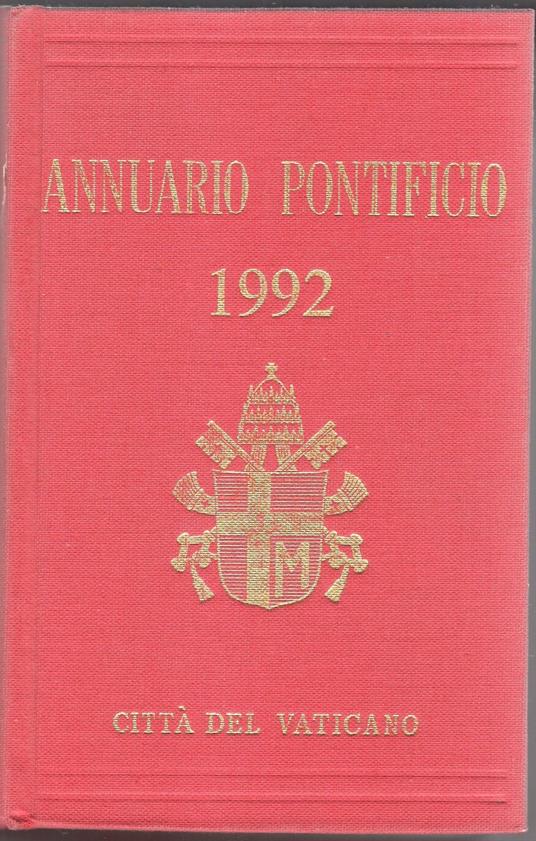 ANNUARIO PONTIFICIO
1992
M
CITTÀ DEL VATICANO